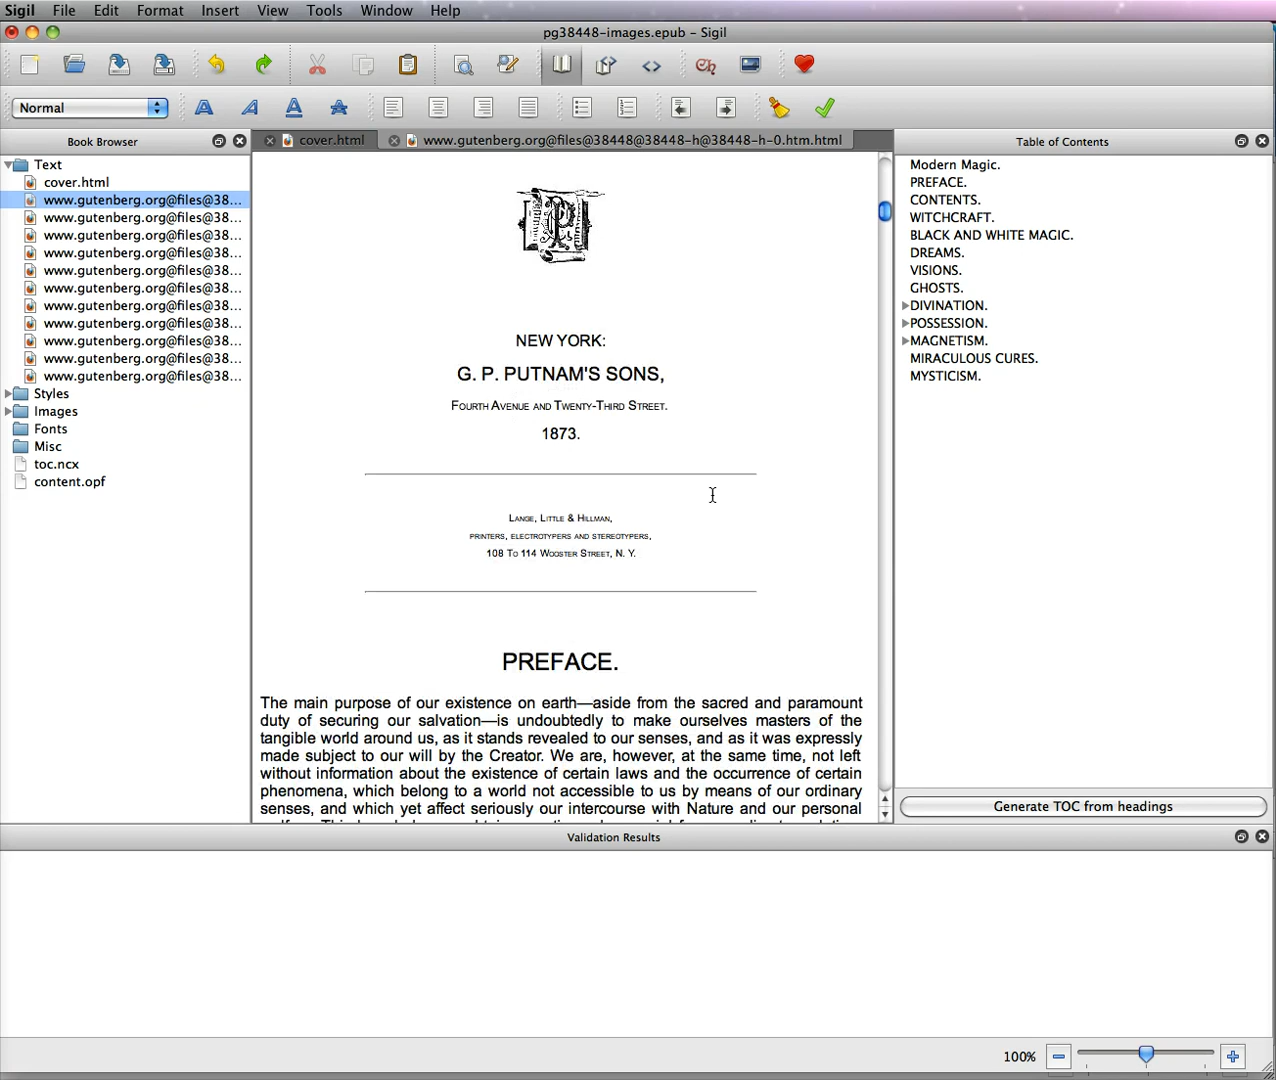 Sigil File Edit Format Insert View Tools Window Help
pg38448-images.epub - Sigil
Normal
Book Browser
cover.html
www.gutenberg.org@files@38448@38448-h@38448-h-0.htm.html
Table of Contents
Text
cover.html
www.gutenberg.org@files@38...
www.gutenberg.org@files@38...
www.gutenberg.org@files@38...
www.gutenberg.org@files@38...
www.gutenberg.org@files@38...
www.gutenberg.org@files@38...
www.gutenberg.org@files@38...
www.gutenberg.org@files@38...
www.gutenberg.org@files@38...
www.gutenberg.org@files@38...
www.gutenberg.org@files@38...
Styles
Images
Fonts
Misc
toc.ncx
content.opf
NEW YORK:
G. P. PUTNAM'S SONS,
Fourth Avenue and Twenty-Third Street.
1873.
Lange, Little & Hillman,
printers, electrotypers and stereotypers,
108 To 114 Wooster Street, N. Y.
PREFACE.
The main purpose of our existence on earth—aside from the sacred and paramount
duty of securing our salvation—is undoubtedly to make ourselves masters of the
tangible world around us, as it stands revealed to our senses, and as it was expressly
made subject to our will by the Creator. We are, however, at the same time, not left
without information about the existence of certain laws and the occurrence of certain
phenomena, which belong to a world not accessible to us by means of our ordinary
senses, and which yet affect seriously our intercourse with Nature and our personal
Modern Magic.
PREFACE.
CONTENTS.
WITCHCRAFT.
BLACK AND WHITE MAGIC.
DREAMS.
VISIONS.
GHOSTS.
DIVINATION.
POSSESSION.
MAGNETISM.
MIRACULOUS CURES.
MYSTICISM.
Generate TOC from headings
Validation Results
100%